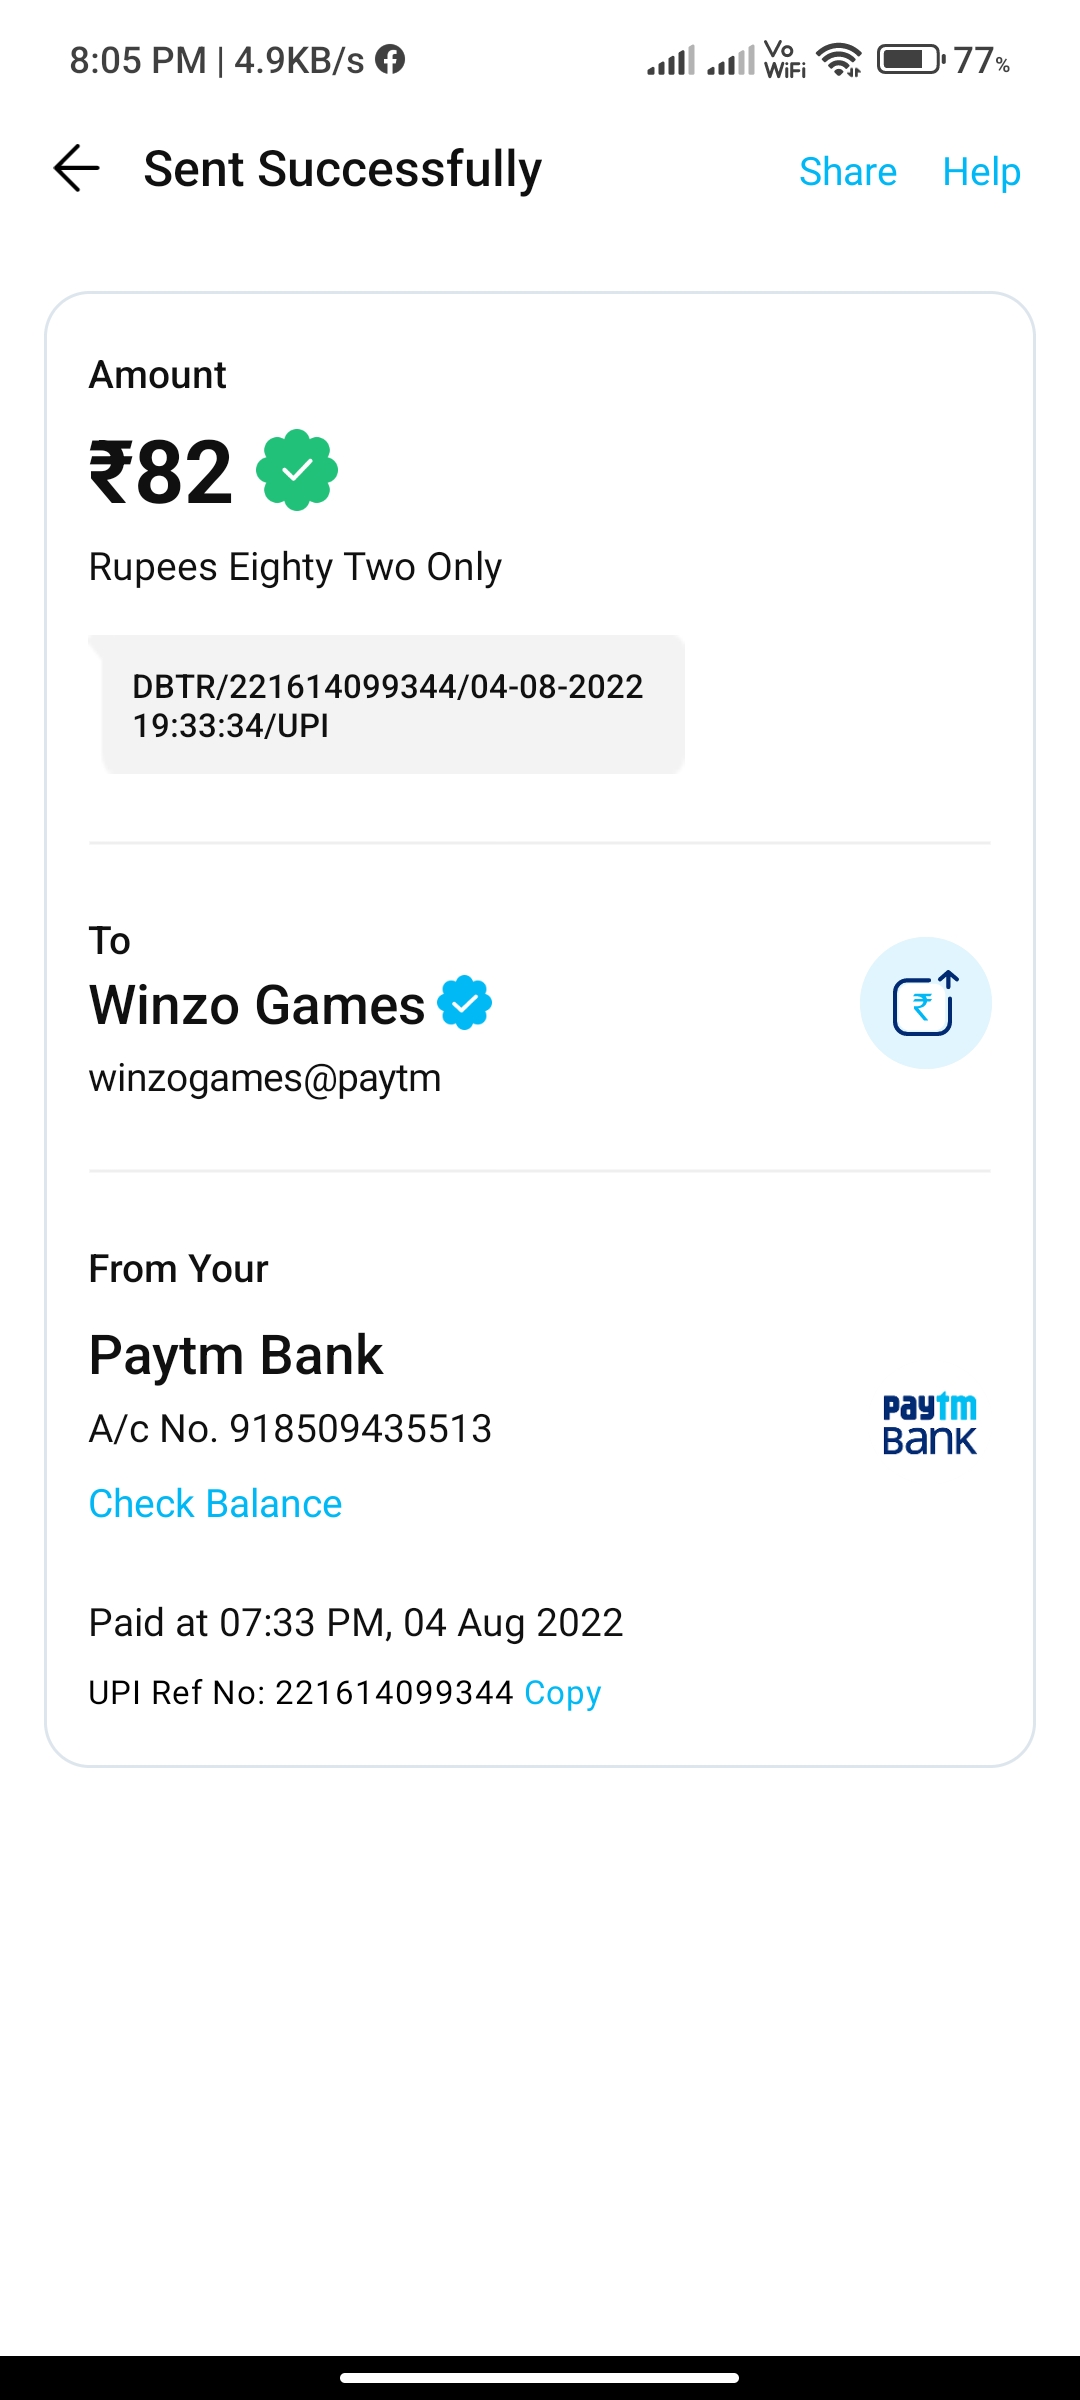 8:05 PM | 4.9KB/s
Vo WiFi 77%
Sent Successfully
Share Help
Amount
₹82
Rupees Eighty Two Only
DBTR/221614099344/04-08-2022
19:33:34/UPI
To
Winzo Games
₹
winzogames@paytm
From Your
Paytm Bank
A/c No. 918509435513
paytm
Bank
Check Balance
Paid at 07:33 PM, 04 Aug 2022
UPI Ref No: 221614099344 Copy